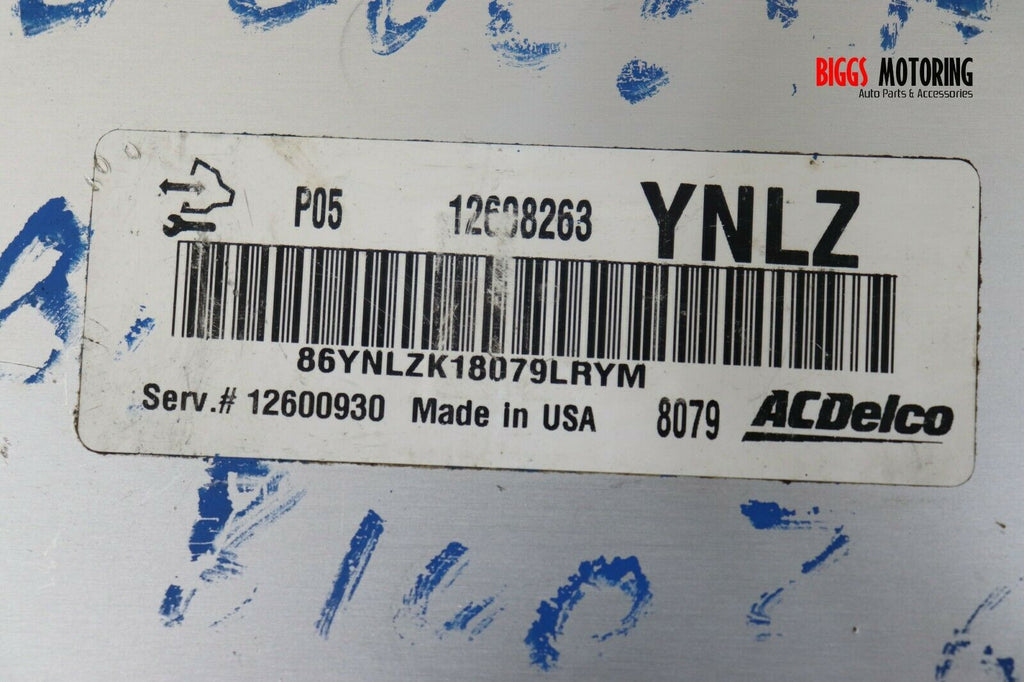 BIGGS MOTORING
Auto Parts & Accessories
P05 12608263 YNLZ
86YNLZK18079LRYM
Serv.# 12600930 Made in USA 8079 ACDelco